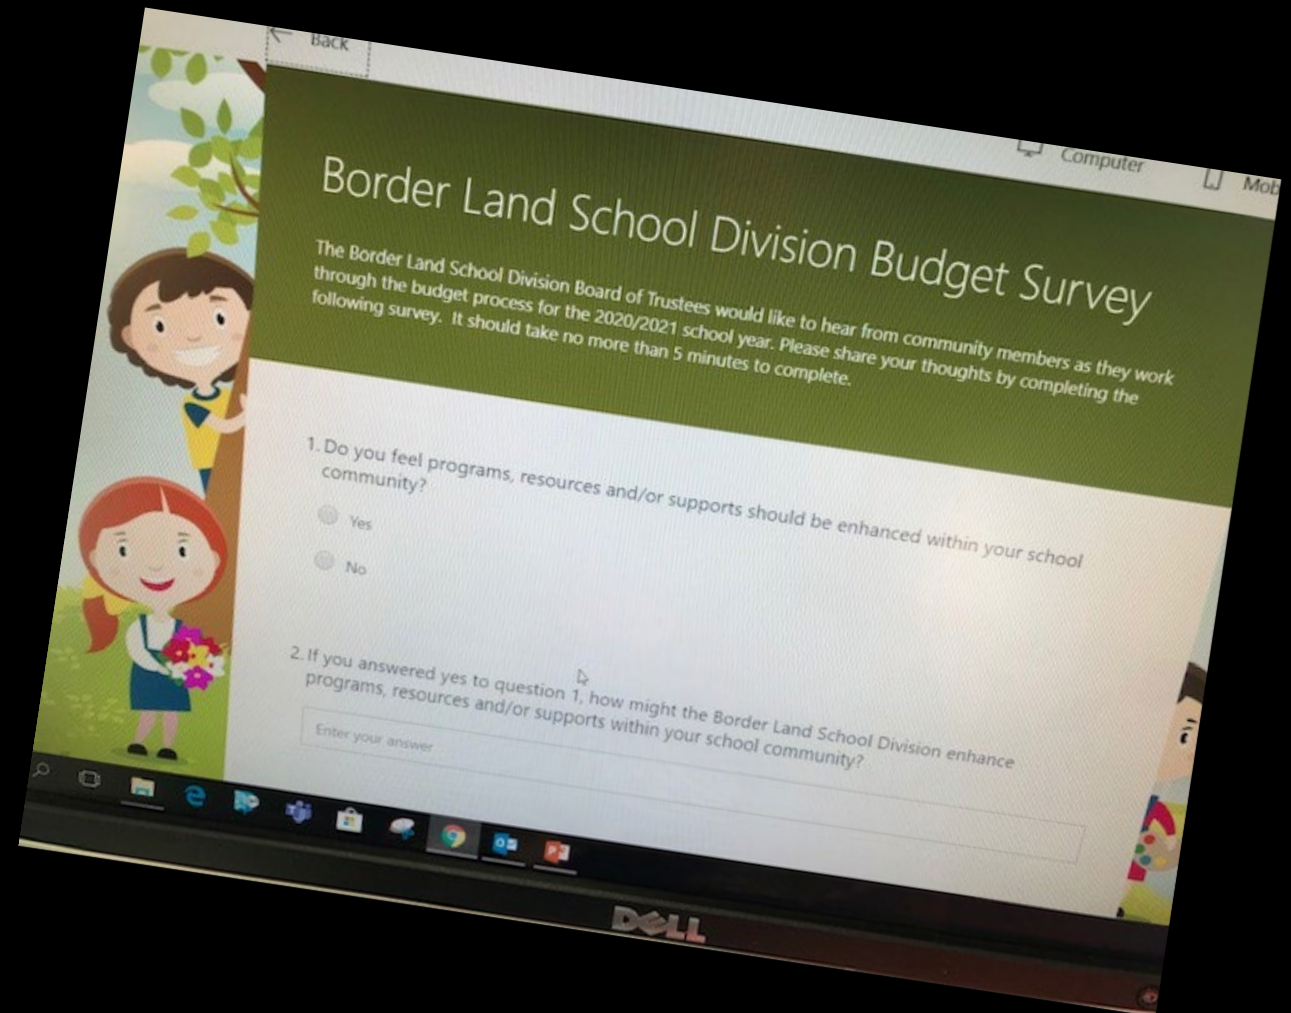 Back
Computer
Mob
Border Land School Division Budget Survey
The Border Land School Division Board of Trustees would like to hear from community members as they work
through the budget process for the 2020/2021 school year. Please share your thoughts by completing the
following survey. It should take no more than 5 minutes to complete.
1. Do you feel programs, resources and/or supports should be enhanced within your school
community?
Yes
No
2. If you answered yes to question 1, how might the Border Land School Division enhance
programs, resources and/or supports within your school community?
Enter your answer
DELL